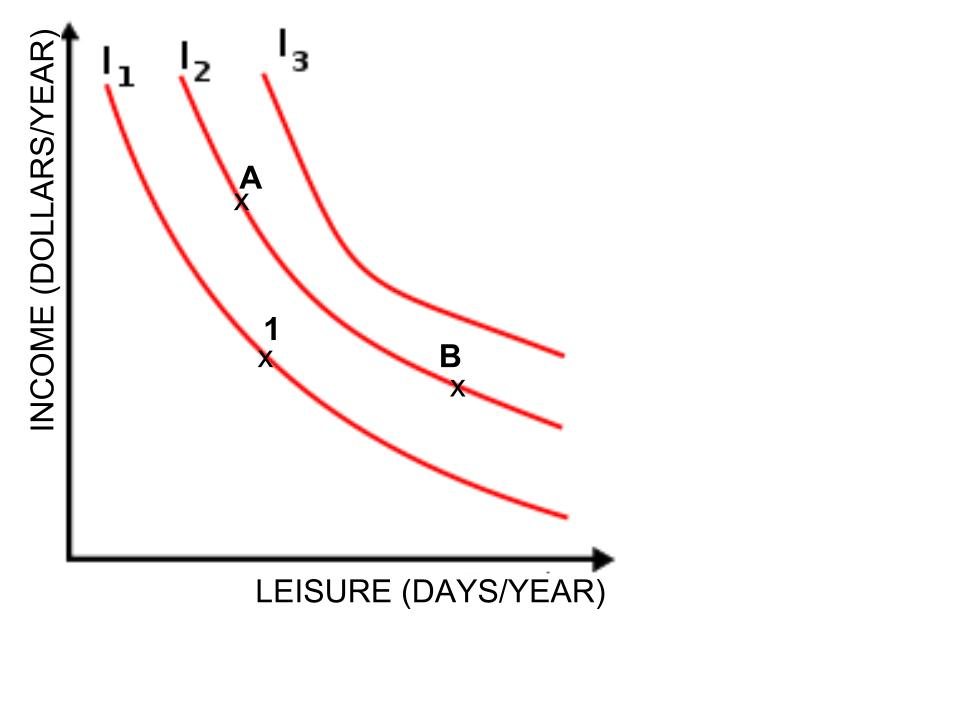 I1
I2
I3
INCOME (DOLLARS/YEAR)
A
x
1
x
B
x
LEISURE (DAYS/YEAR)